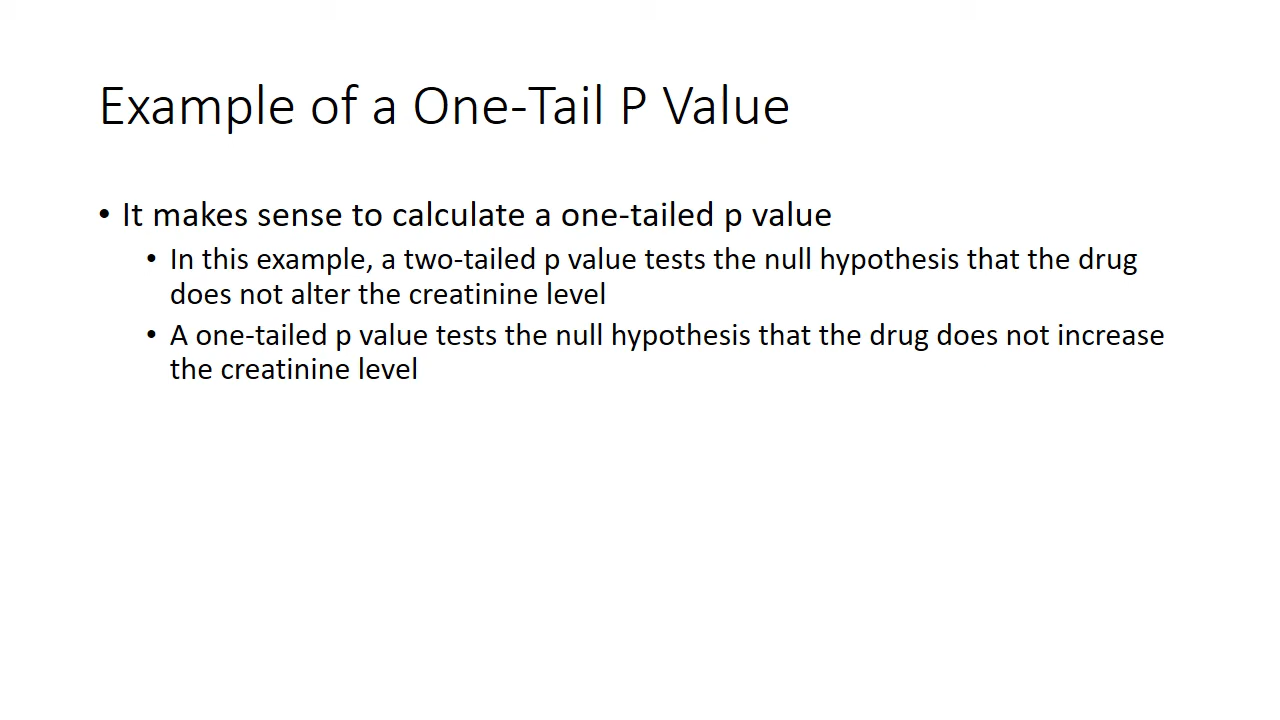 Example of a One-Tail P Value
• It makes sense to calculate a one-tailed p value
• In this example, a two-tailed p value tests the null hypothesis that the drug
does not alter the creatinine level
• A one-tailed p value tests the null hypothesis that the drug does not increase
the creatinine level